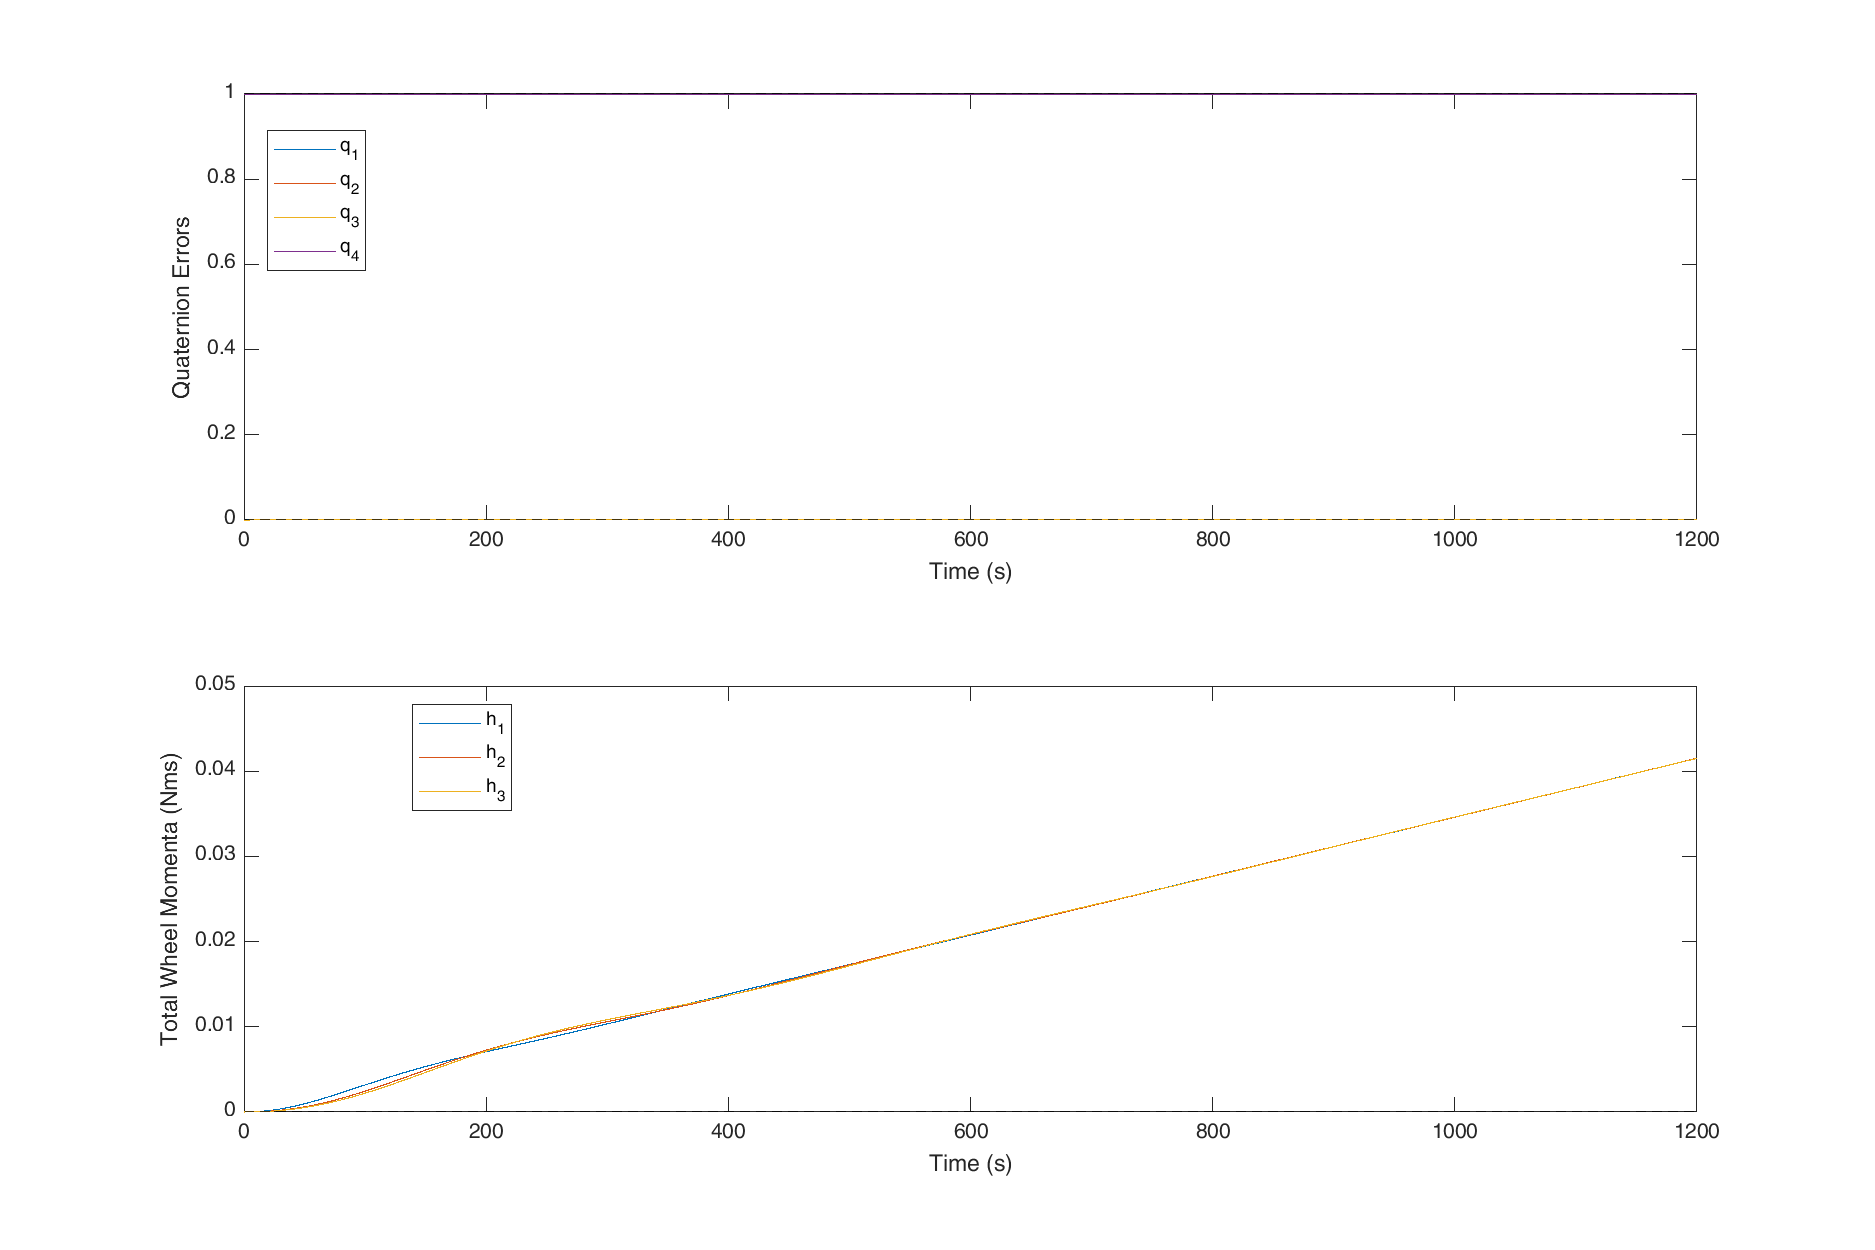 1
0.8
0.6
0.4
0.2
0
Quaternion Errors
q1
q2
q3
q4
0 200 400 600 800 1000 1200
Time (s)
0.05
0.04
0.03
0.02
0.01
0
Total Wheel Momenta (Nms)
h1
h2
h3
0 200 400 600 800 1000 1200
Time (s)